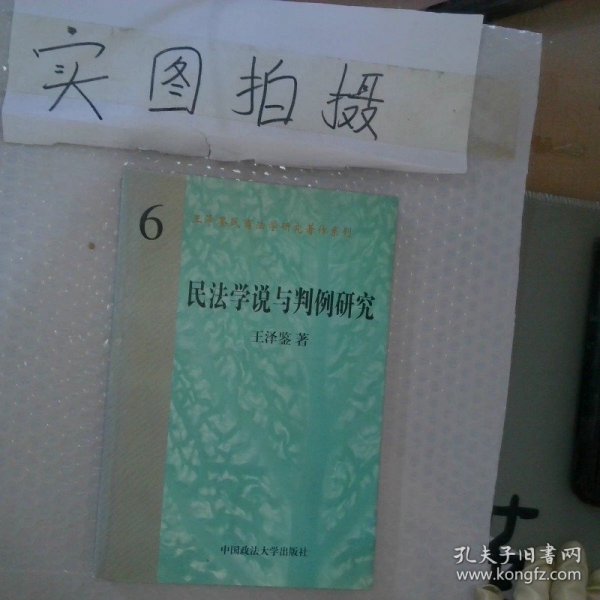 实图拍摄
6
王泽鉴民商法学研究著作系列
民法学说与判例研究
王泽鉴 著
中国政法大学出版社
孔夫子旧书网
www.kongfz.com